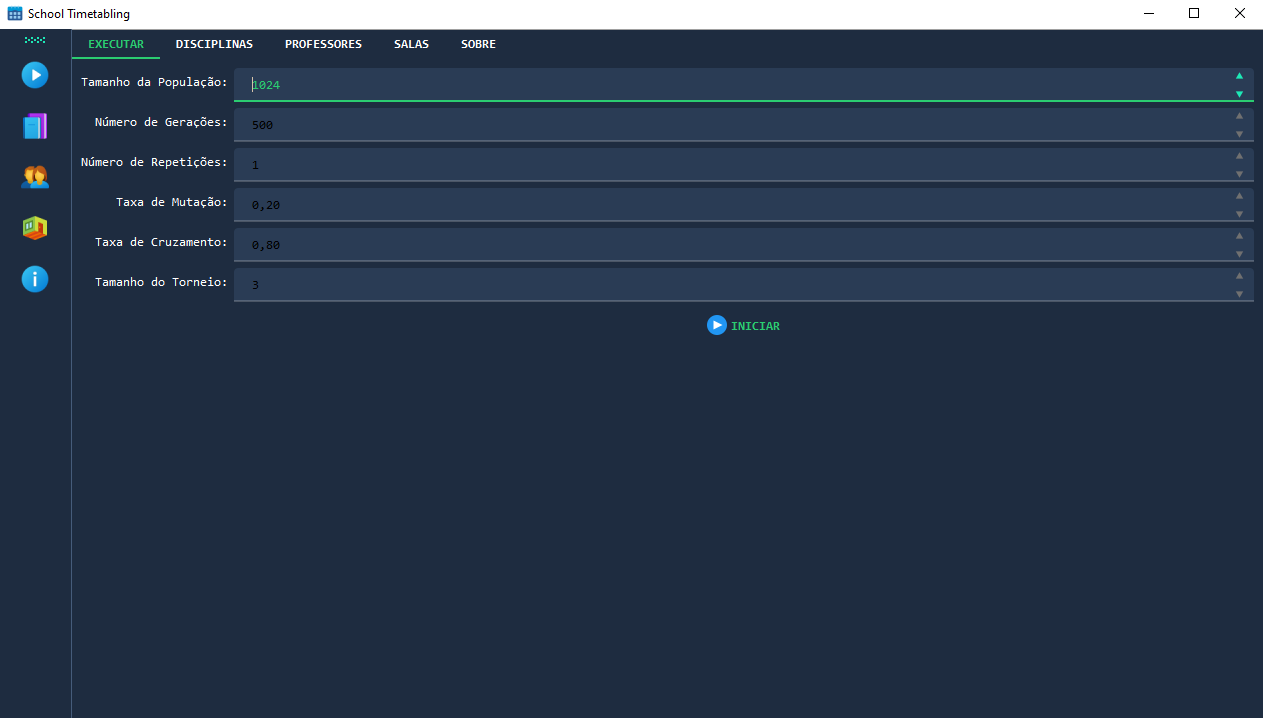 School Timetabling
EXECUTAR DISCIPLINAS PROFESSORES SALAS SOBRE
Tamanho da População: 1024
Número de Gerações: 500
Número de Repetições: 1
Taxa de Mutação: 0,20
Taxa de Cruzamento: 0,80
Tamanho do Torneio: 3
INICIAR